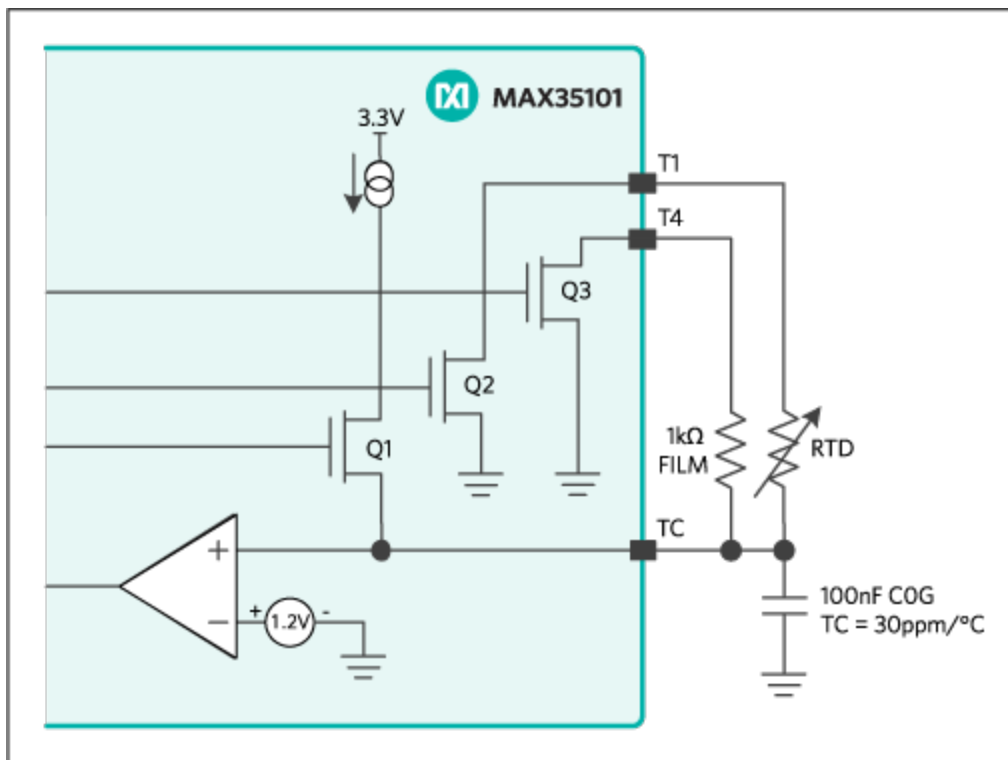 MAX35101
3.3V
T1
T4
Q3
Q2
Q1
1kΩ
FILM
RTD
TC
+
−
+
1.2V
-
100nF C0G
TC = 30ppm/°C